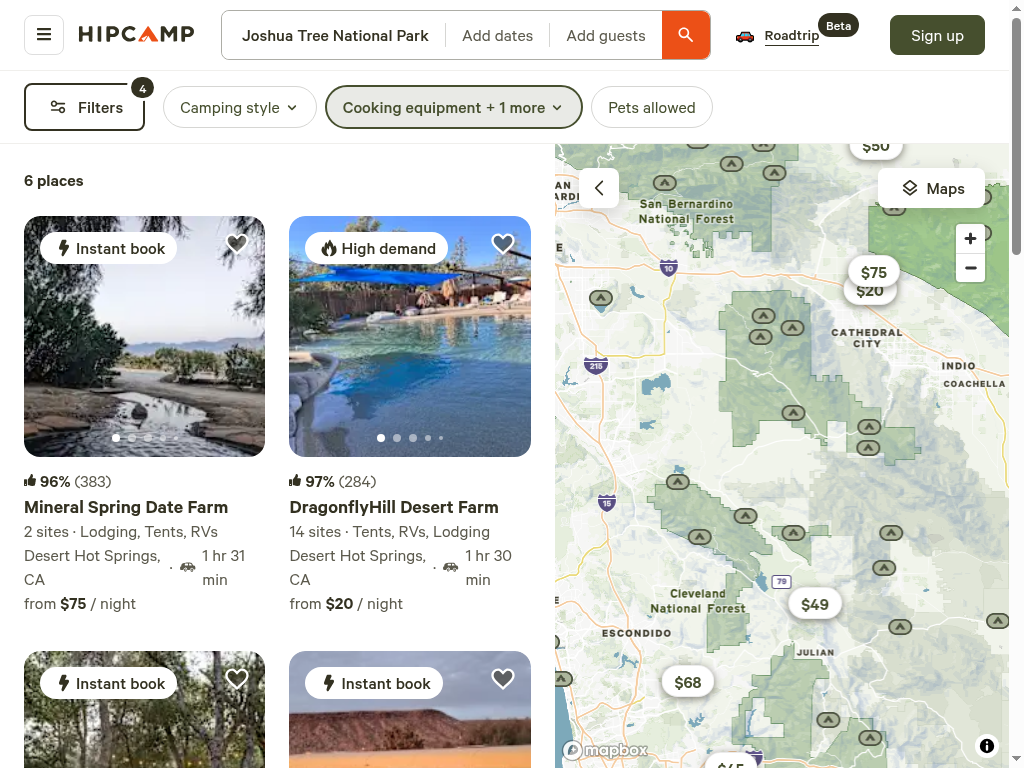 HIPCAMP
Joshua Tree National Park
Add dates
Add guests
Roadtrip
Beta
Sign up
Filters
4
Camping style
Cooking equipment + 1 more
Pets allowed
6 places
Instant book
96% (383)
Mineral Spring Date Farm
2 sites · Lodging, Tents, RVs
Desert Hot Springs, CA · 1 hr 31 min
from $75 / night
High demand
97% (284)
DragonflyHill Desert Farm
14 sites · Tents, RVs, Lodging
Desert Hot Springs, CA · 1 hr 30 min
from $20 / night
Instant book
Instant book
$50
Maps
San Bernardino
National Forest
10
$75
$20
CATHEDRAL
CITY
215
INDIO
COACHELLA
15
79
Cleveland
National Forest
$49
ESCONDIDO
JULIAN
$68
$45
mapbox